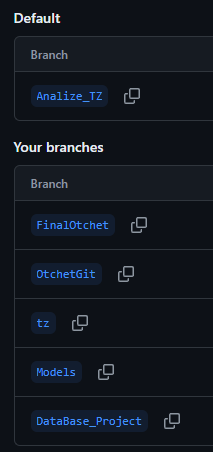 Default
Branch
Analize_TZ
Your branches
Branch
FinalOtchet
OtchetGit
tz
Models
DataBase_Project